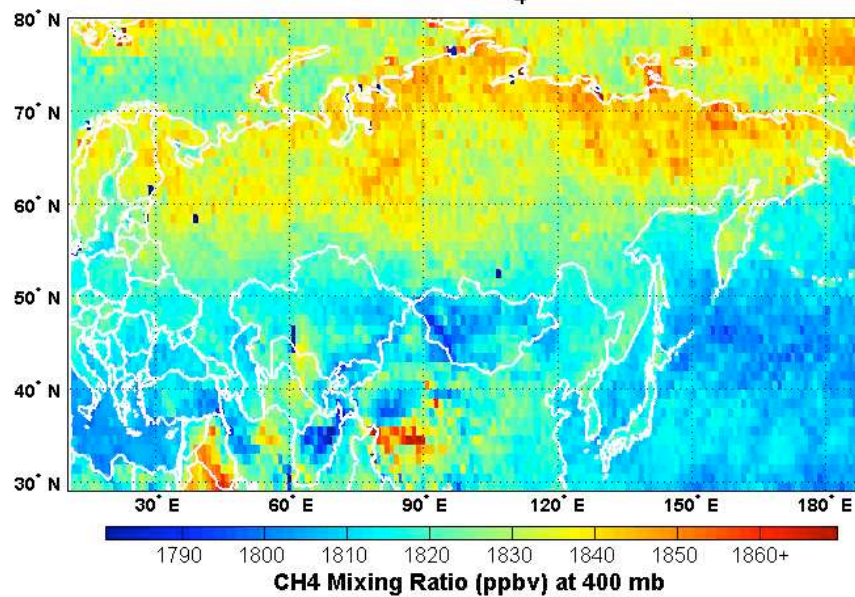 4
80° N
70° N
60° N
50° N
40° N
30° N
30° E 60° E 90° E 120° E 150° E 180° E
1790 1800 1810 1820 1830 1840 1850 1860+
CH4 Mixing Ratio (ppbv) at 400 mb